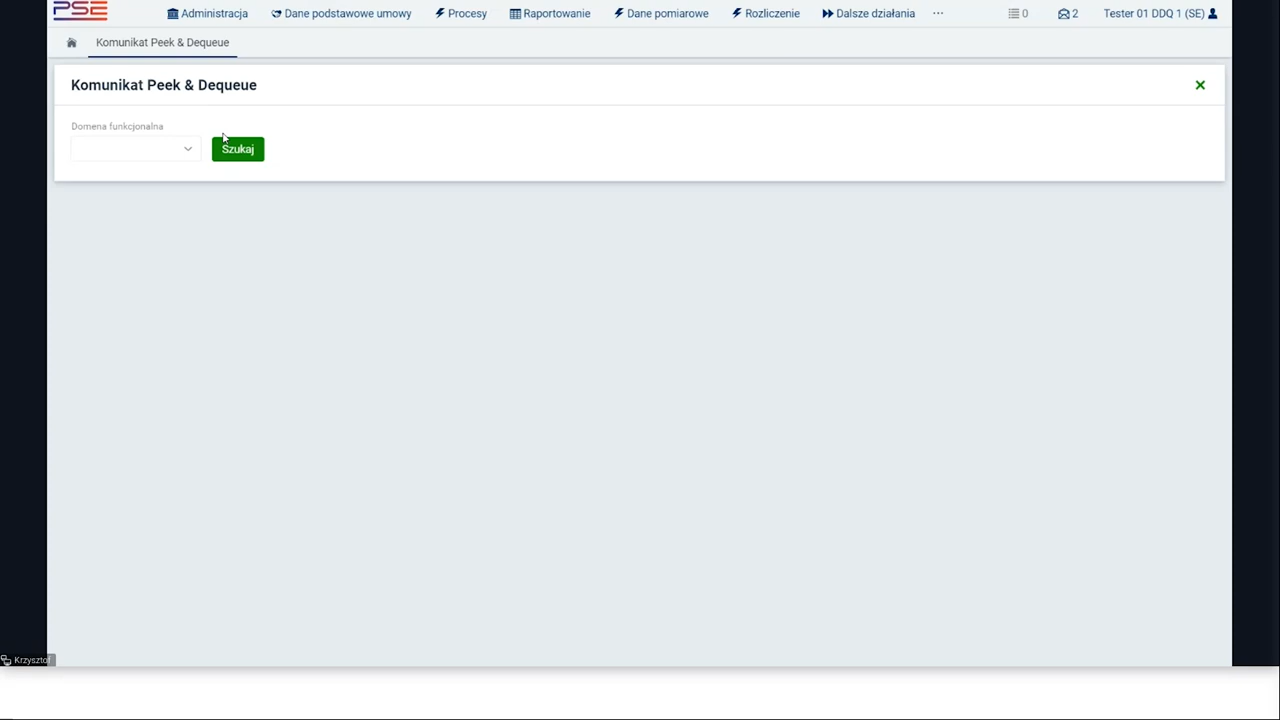 PSE
Administracja Dane podstawowe umowy Procesy Raportowanie Dane pomiarowe Rozliczenie Dalsze działania ... 0 2 Tester 01 DDQ 1 (SE)
Komunikat Peek & Dequeue
Komunikat Peek & Dequeue
Domena funkcjonalna
Szukaj
Krzysztof